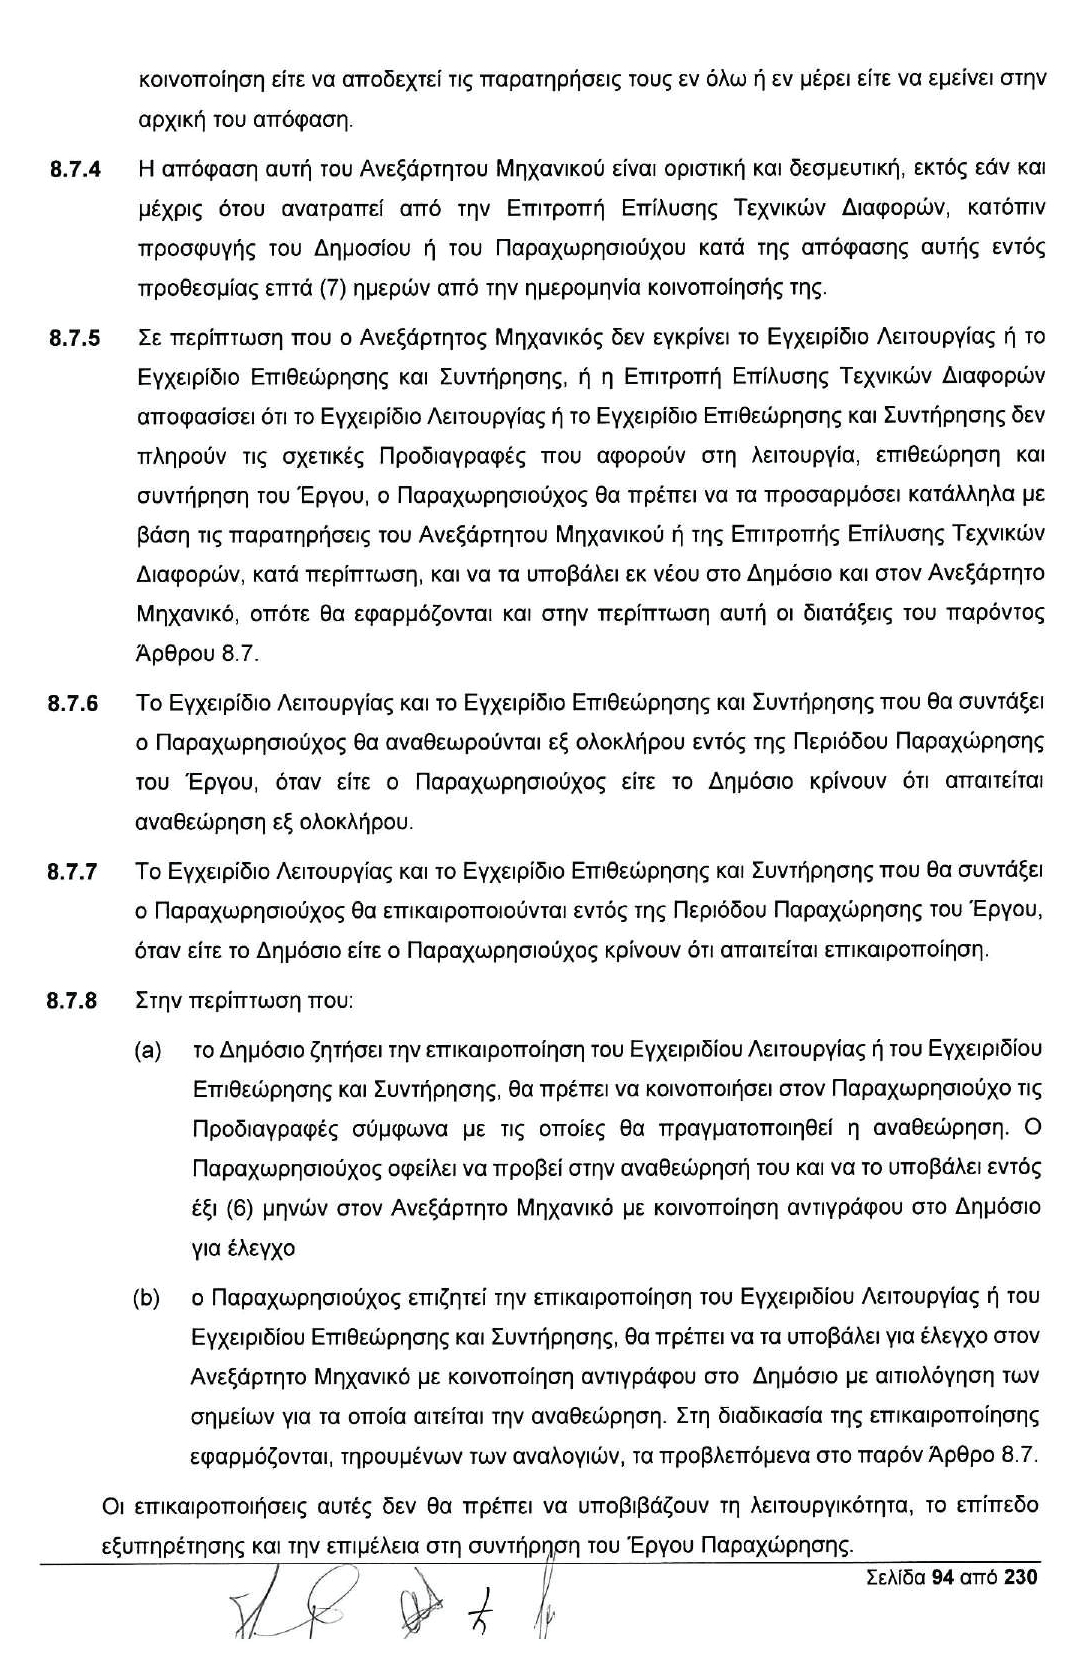 κοινοποίηση είτε να αποδεχτεί τις παρατηρήσεις τους εν όλω ή εν μέρει είτε να εμείνει στην
αρχική του απόφαση.
8.7.4 Η απόφαση αυτή του Ανεξάρτητου Μηχανικού είναι οριστική και δεσμευτική, εκτός εάν και
μέχρις ότου ανατραπεί από την Επιτροπή Επίλυσης Τεχνικών Διαφορών, κατόπιν
προσφυγής του Δημοσίου ή του Παραχωρησιούχου κατά της απόφασης αυτής εντός
προθεσμίας επτά (7) ημερών από την ημερομηνία κοινοποίησής της.
8.7.5 Σε περίπτωση που ο Ανεξάρτητος Μηχανικός δεν εγκρίνει το Εγχειρίδιο Λειτουργίας ή το
Εγχειρίδιο Επιθεώρησης και Συντήρησης, ή η Επιτροπή Επίλυσης Τεχνικών Διαφορών
αποφασίσει ότι το Εγχειρίδιο Λειτουργίας ή το Εγχειρίδιο Επιθεώρησης και Συντήρησης δεν
πληρούν τις σχετικές Προδιαγραφές που αφορούν στη λειτουργία, επιθεώρηση και
συντήρηση του Έργου, ο Παραχωρησιούχος θα πρέπει να τα προσαρμόσει κατάλληλα με
βάση τις παρατηρήσεις του Ανεξάρτητου Μηχανικού ή της Επιτροπής Επίλυσης Τεχνικών
Διαφορών, κατά περίπτωση, και να τα υποβάλει εκ νέου στο Δημόσιο και στον Ανεξάρτητο
Μηχανικό, οπότε θα εφαρμόζονται και στην περίπτωση αυτή οι διατάξεις του παρόντος
Άρθρου 8.7.
8.7.6 Το Εγχειρίδιο Λειτουργίας και το Εγχειρίδιο Επιθεώρησης και Συντήρησης που θα συντάξει
ο Παραχωρησιούχος θα αναθεωρούνται εξ ολοκλήρου εντός της Περιόδου Παραχώρησης
του Έργου, όταν είτε ο Παραχωρησιούχος είτε το Δημόσιο κρίνουν ότι απαιτείται
αναθεώρηση εξ ολοκλήρου.
8.7.7 Το Εγχειρίδιο Λειτουργίας και το Εγχειρίδιο Επιθεώρησης και Συντήρησης που θα συντάξει
ο Παραχωρησιούχος θα επικαιροποιούνται εντός της Περιόδου Παραχώρησης του Έργου,
όταν είτε το Δημόσιο είτε ο Παραχωρησιούχος κρίνουν ότι απαιτείται επικαιροποίηση.
8.7.8 Στην περίπτωση που:
(a) το Δημόσιο ζητήσει την επικαιροποίηση του Εγχειριδίου Λειτουργίας ή του Εγχειριδίου
Επιθεώρησης και Συντήρησης, θα πρέπει να κοινοποιήσει στον Παραχωρησιούχο τις
Προδιαγραφές σύμφωνα με τις οποίες θα πραγματοποιηθεί η αναθεώρηση. Ο
Παραχωρησιούχος οφείλει να προβεί στην αναθεώρησή του και να το υποβάλει εντός
έξι (6) μηνών στον Ανεξάρτητο Μηχανικό με κοινοποίηση αντιγράφου στο Δημόσιο
για έλεγχο
(b) ο Παραχωρησιούχος επιζητεί την επικαιροποίηση του Εγχειριδίου Λειτουργίας ή του
Εγχειριδίου Επιθεώρησης και Συντήρησης, θα πρέπει να τα υποβάλει για έλεγχο στον
Ανεξάρτητο Μηχανικό με κοινοποίηση αντιγράφου στο Δημόσιο με αιτιολόγηση των
σημείων για τα οποία αιτείται την αναθεώρηση. Στη διαδικασία της επικαιροποίησης
εφαρμόζονται, τηρουμένων των αναλογιών, τα προβλεπόμενα στο παρόν Άρθρο 8.7.
Οι επικαιροποιήσεις αυτές δεν θα πρέπει να υποβιβάζουν τη λειτουργικότητα, το επίπεδο
εξυπηρέτησης και την επιμέλεια στη συντήρηση του Έργου Παραχώρησης.
Σελίδα 94 από 230